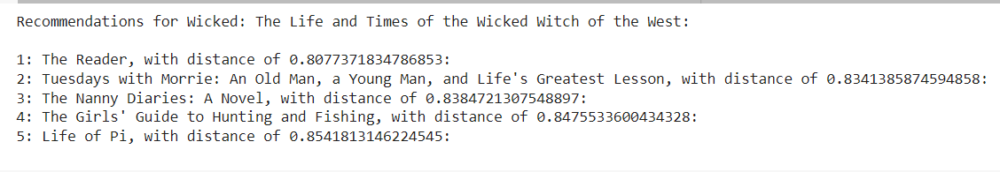 Recommendations for Wicked: The Life and Times of the Wicked Witch of the West:
1: The Reader, with distance of 0.8077371834786853:
2: Tuesdays with Morrie: An Old Man, a Young Man, and Life's Greatest Lesson, with distance of 0.8341385874594858:
3: The Nanny Diaries: A Novel, with distance of 0.8384721307548897:
4: The Girls' Guide to Hunting and Fishing, with distance of 0.8475533600434328:
5: Life of Pi, with distance of 0.8541813146224545: